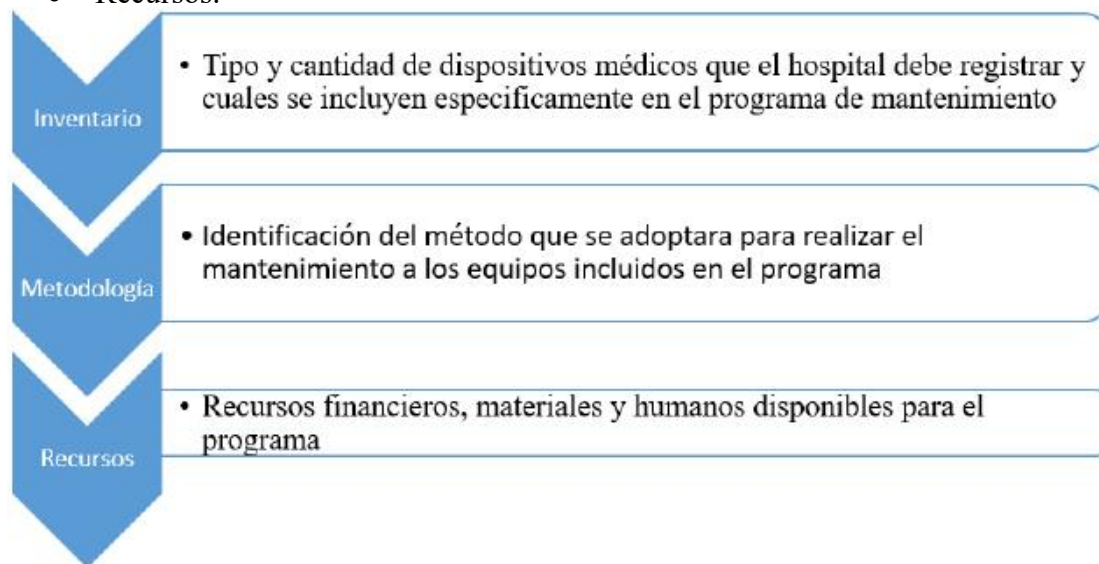 • Recursos.
Inventario
• Tipo y cantidad de dispositivos médicos que el hospital debe registrar y
cuales se incluyen especificamente en el programa de mantenimiento
Metodología
• Identificación del método que se adoptara para realizar el
mantenimiento a los equipos incluidos en el programa
Recursos
• Recursos financieros, materiales y humanos disponibles para el
programa